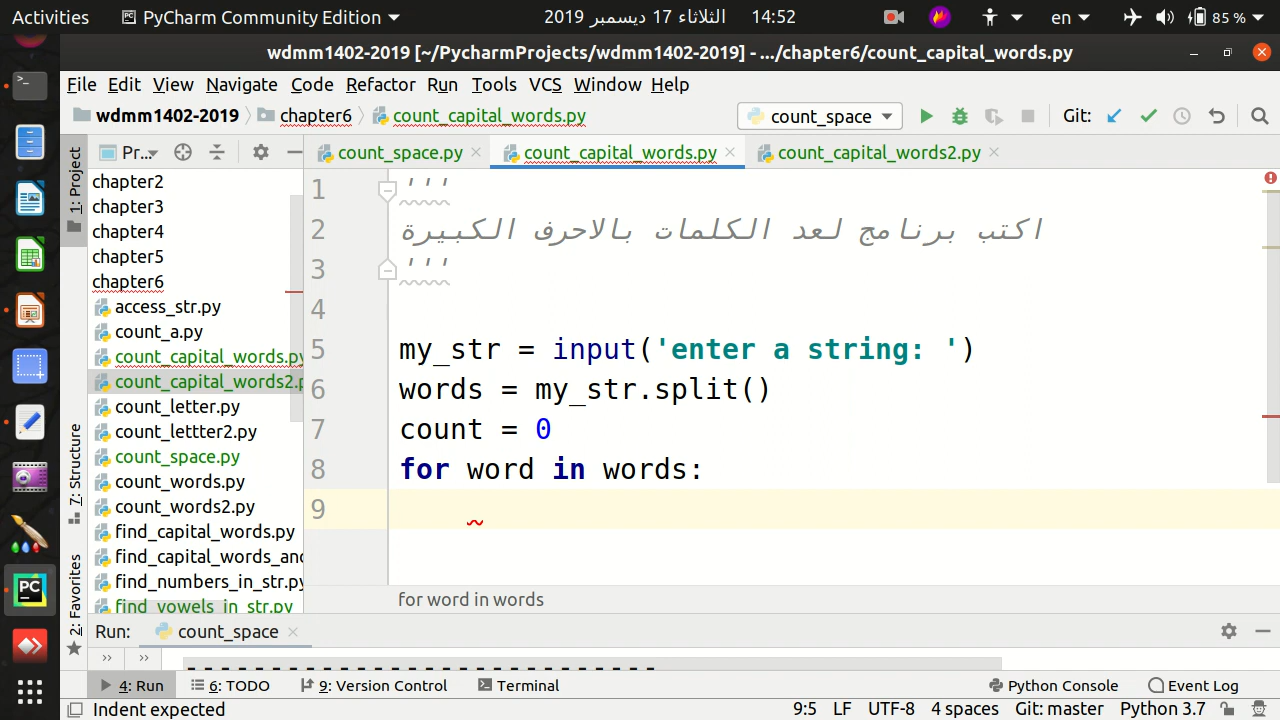 Activities PyCharm Community Edition الثلاثاء 17 ديسمبر 2019 14:52 en 85 %
wdmm1402-2019 [~/PycharmProjects/wdmm1402-2019] - .../chapter6/count_capital_words.py
File Edit View Navigate Code Refactor Run Tools VCS Window Help
wdmm1402-2019 chapter6 count_capital_words.py count_space Git:
1: Project
7: Structure
2: Favorites
Pr...
count_space.py count_capital_words.py count_capital_words2.py
chapter2
chapter3
chapter4
chapter5
chapter6
access_str.py
count_a.py
count_capital_words.py
count_capital_words2.p
count_letter.py
count_lettter2.py
count_space.py
count_words.py
count_words2.py
find_capital_words.py
find_capital_words_and
find_numbers_in_str.py
find_vowels_in_str.py
1 '''
2 اكتب برنامج لعد الكلمات بالاحرف الكبيرة
3 '''
4
5 my_str = input('enter a string: ')
6 words = my_str.split()
7 count = 0
8 for word in words:
9
for word in words
Run: count_space
4: Run 6: TODO 9: Version Control Terminal Python Console Event Log
Indent expected 9:5 LF UTF-8 4 spaces Git: master Python 3.7